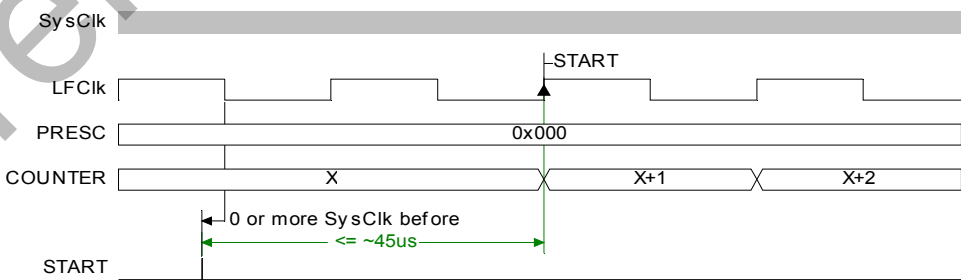 SysClk
START
LFClk
PRESC 0x000
COUNTER X X+1 X+2
0 or more SysClk before
<= ~45us
START